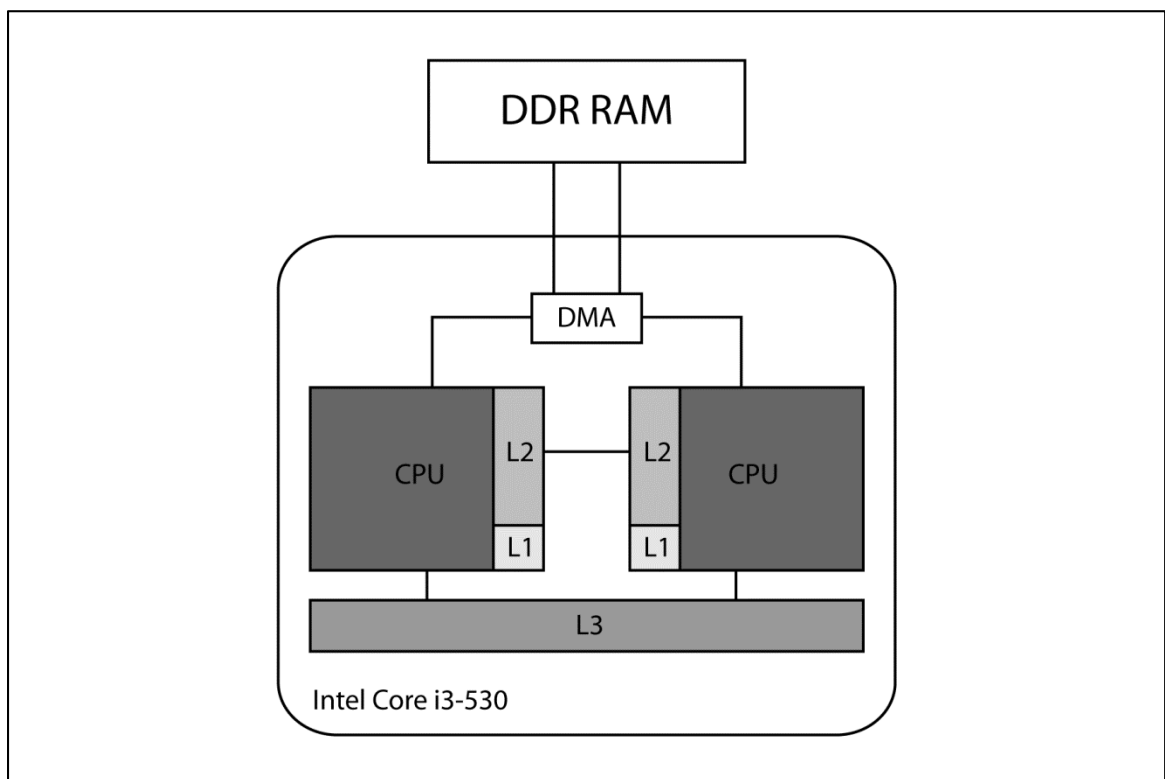 DDR RAM
DMA
CPU
L2
L2
CPU
L1
L1
L3
Intel Core i3-530